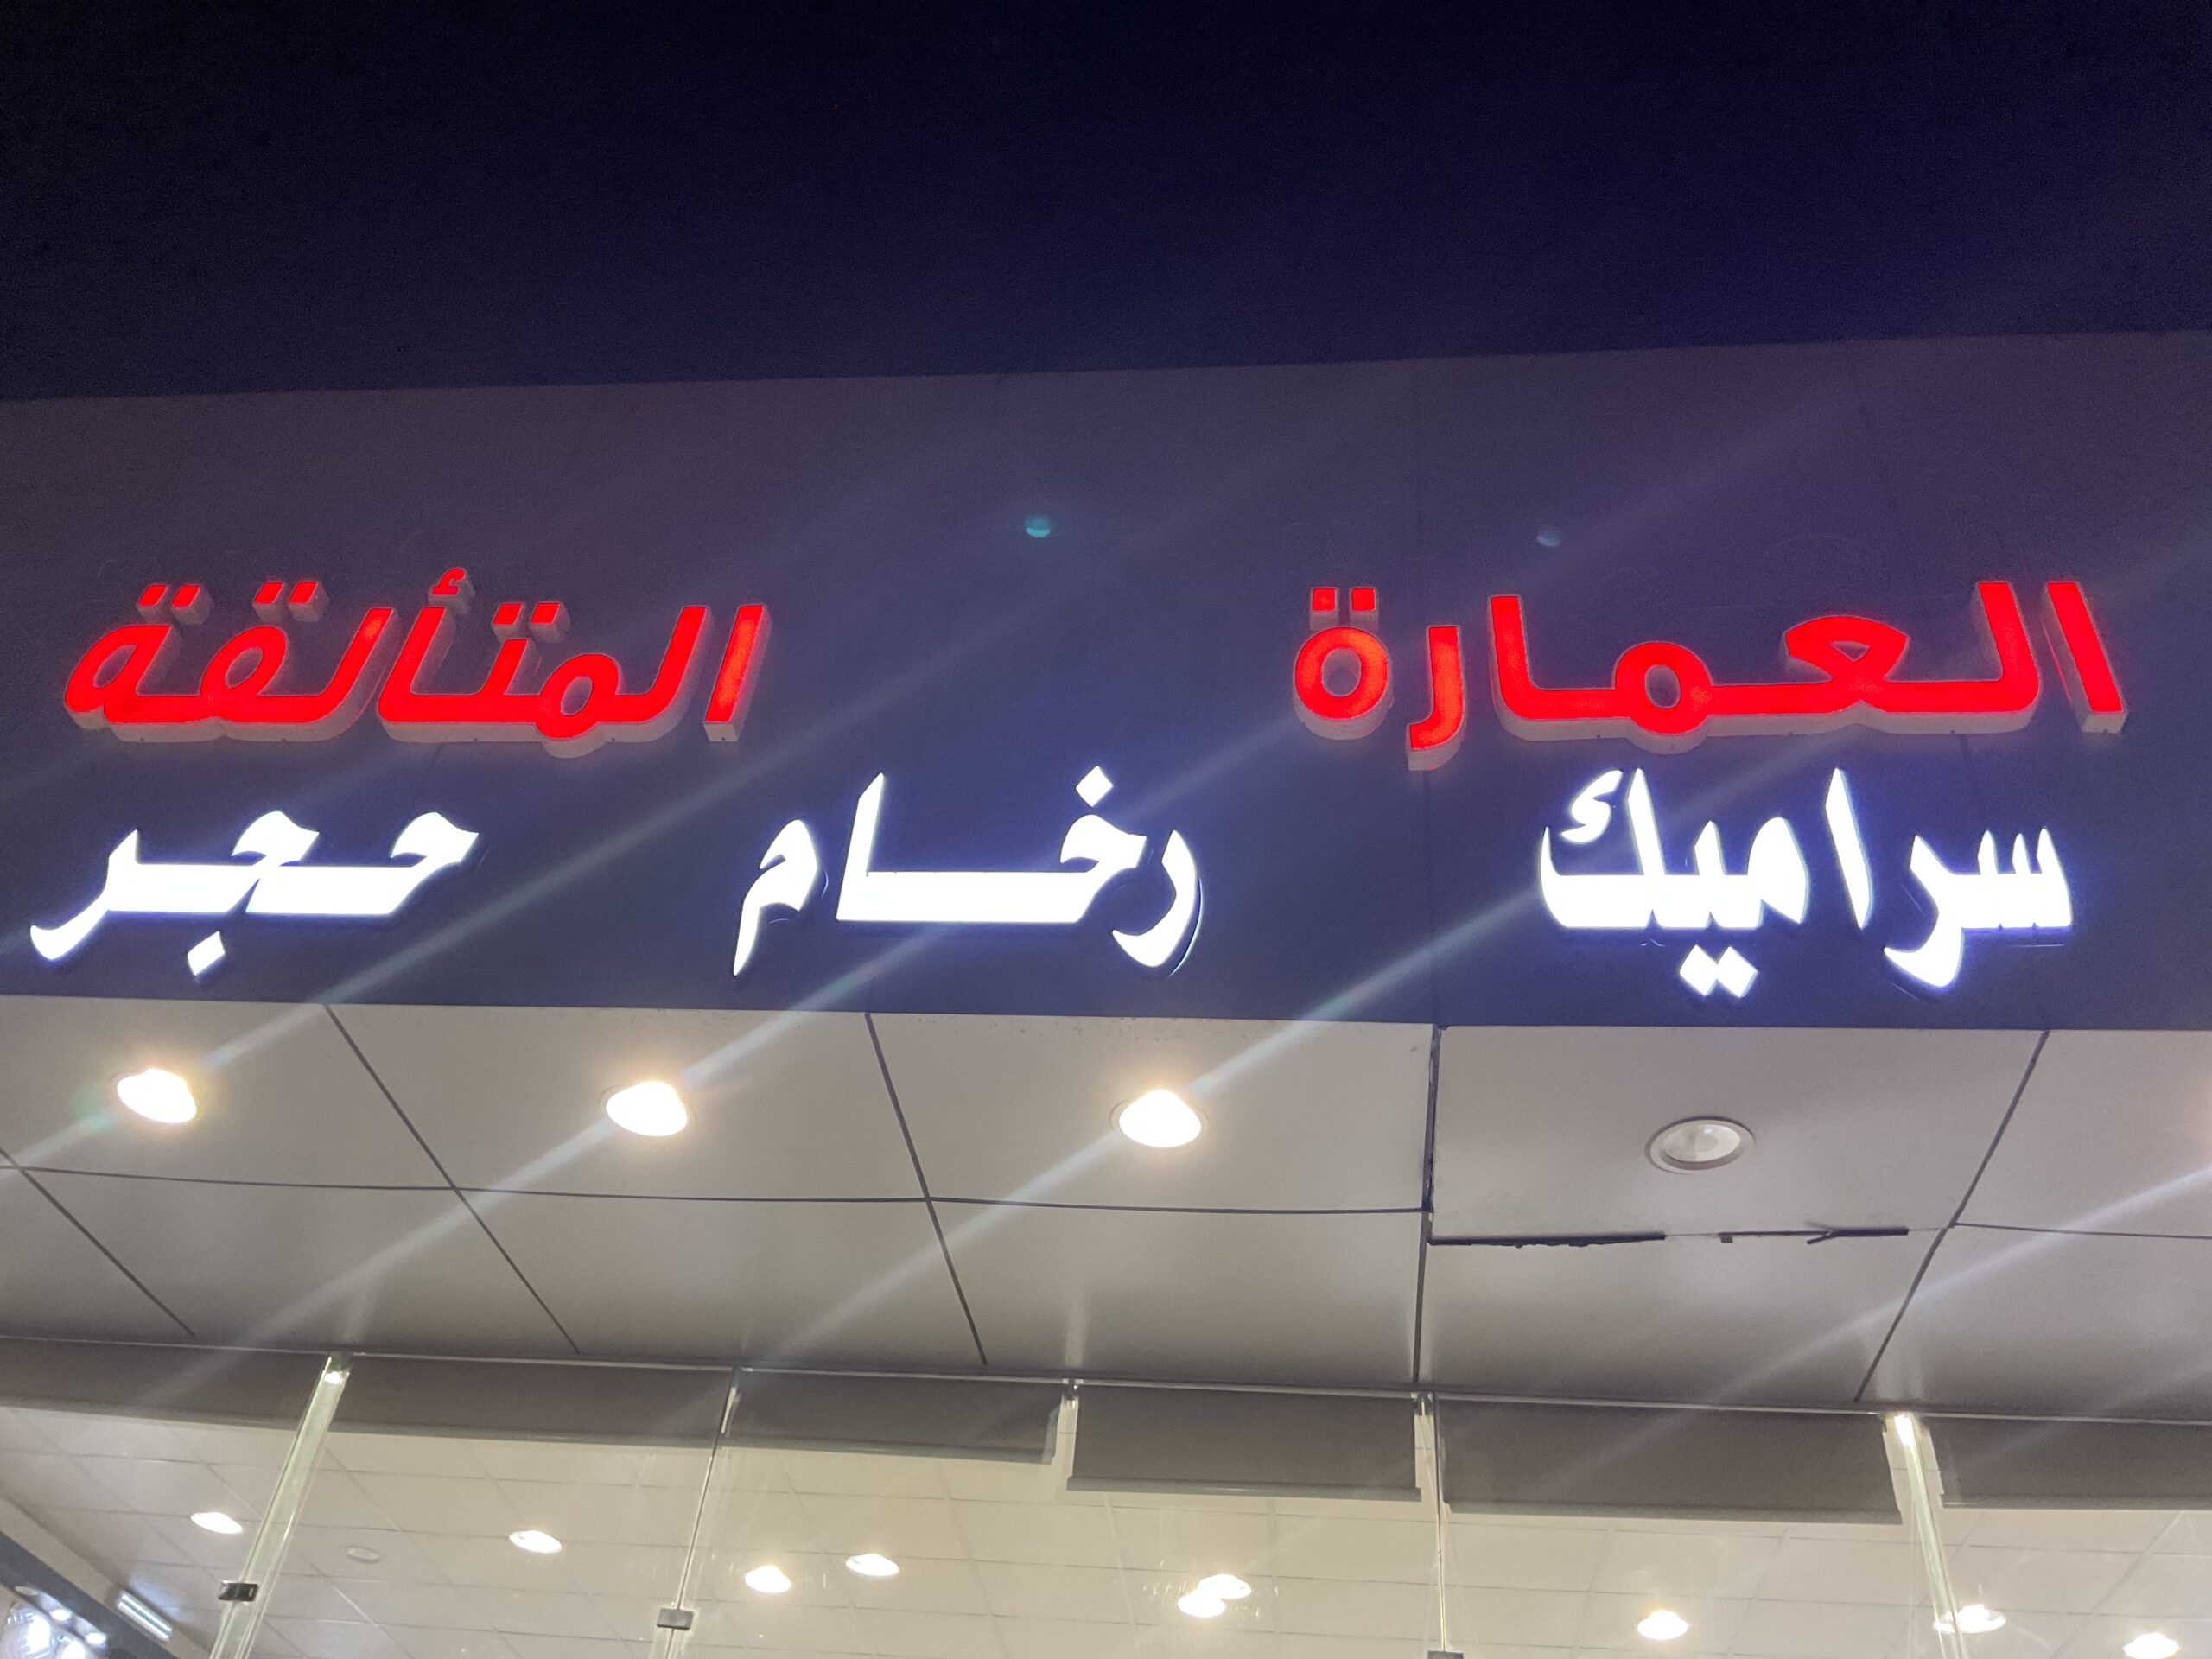 العمارة المتألقة
سراميك رخام حجر